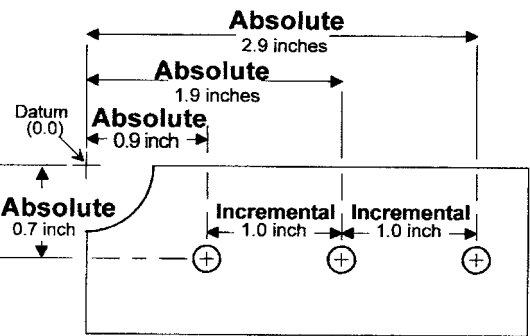 Absolute
2.9 inches
Absolute
1.9 inches
Datum
(0.0)
Absolute
0.9 inch
Absolute
0.7 inch
Incremental
1.0 inch
Incremental
1.0 inch